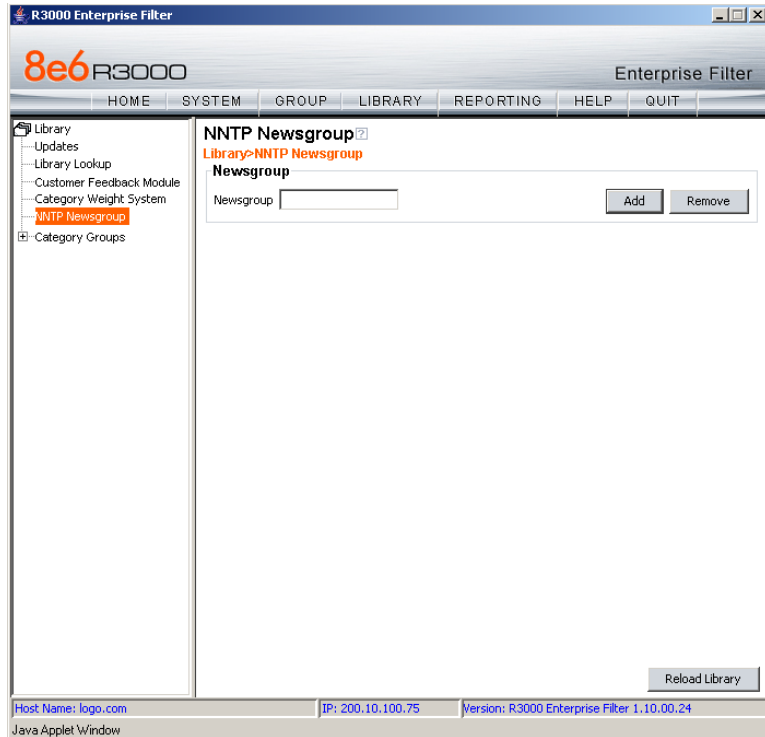 R3000 Enterprise Filter
8e6 R3000
Enterprise Filter
HOME SYSTEM GROUP LIBRARY REPORTING HELP QUIT
Library
Updates
Library Lookup
Customer Feedback Module
Category Weight System
NNTP Newsgroup
Category Groups
NNTP Newsgroup ?
Library>NNTP Newsgroup
Newsgroup
Newsgroup
Add Remove
Reload Library
Host Name: logo.com IP: 200.10.100.75 Version: R3000 Enterprise Filter 1.10.00.24
Java Applet Window